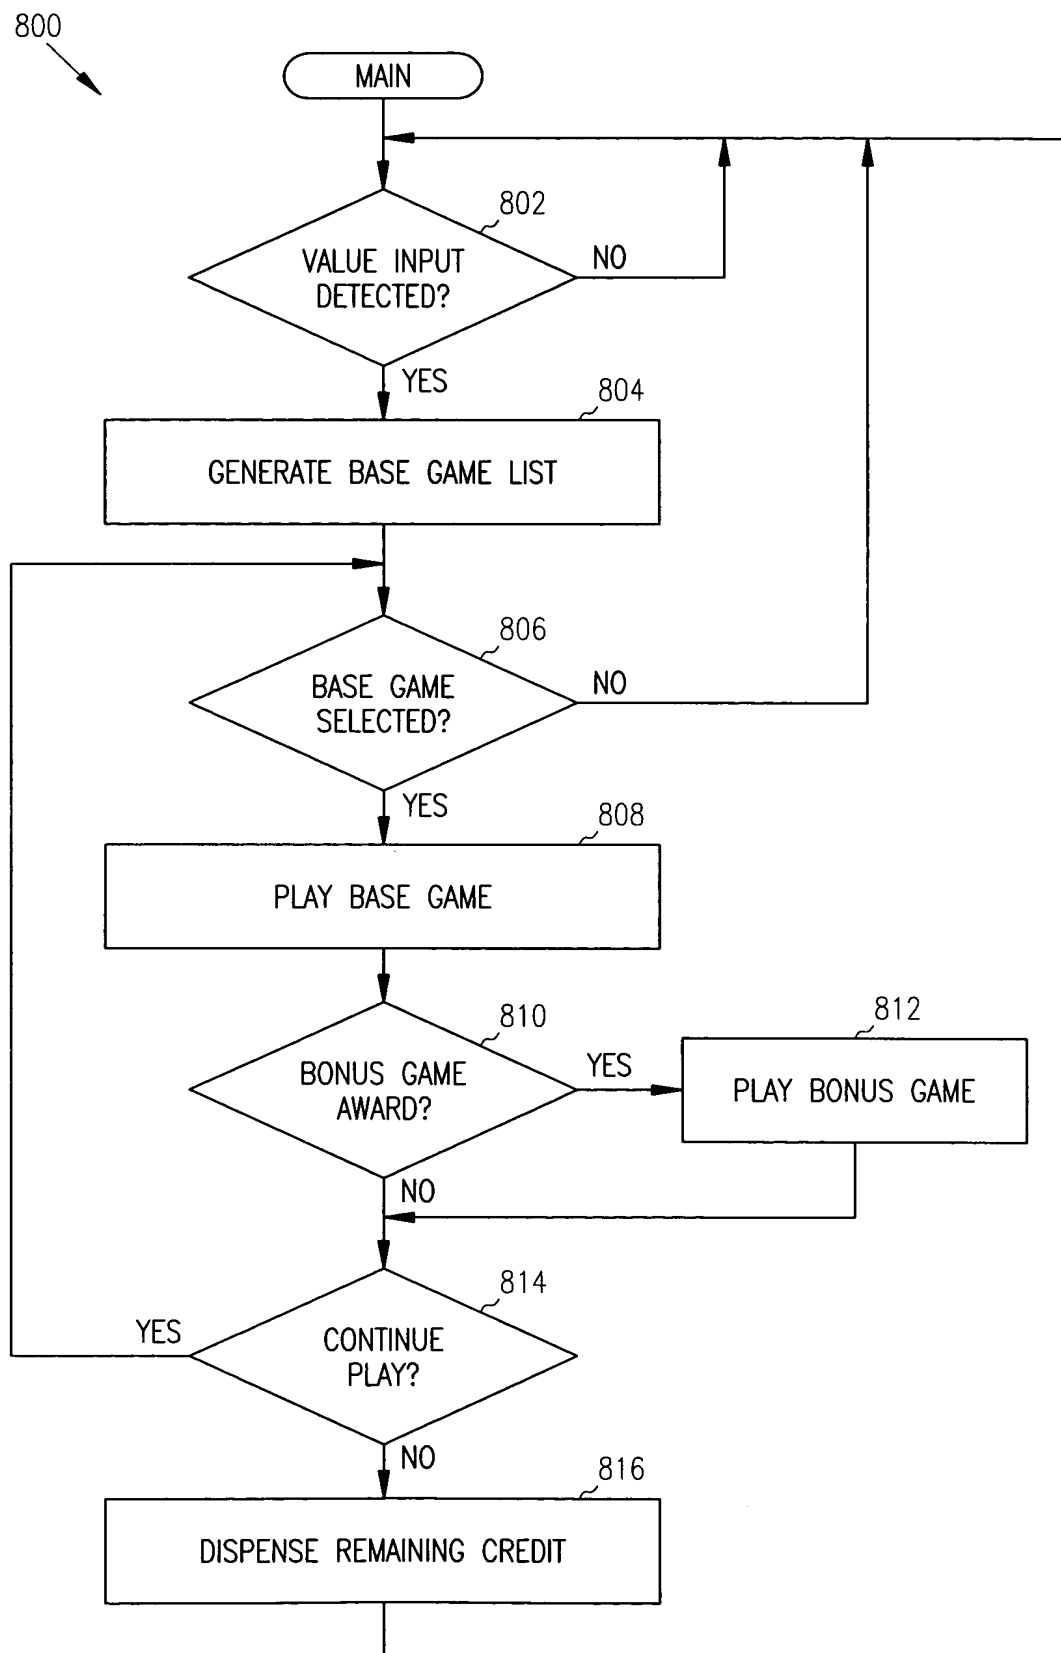 800
MAIN
802
VALUE INPUT
DETECTED?
NO
YES
804
GENERATE BASE GAME LIST
806
BASE GAME
SELECTED?
NO
YES
808
PLAY BASE GAME
810
BONUS GAME
AWARD?
YES
812
PLAY BONUS GAME
NO
814
CONTINUE
PLAY?
YES
NO
816
DISPENSE REMAINING CREDIT